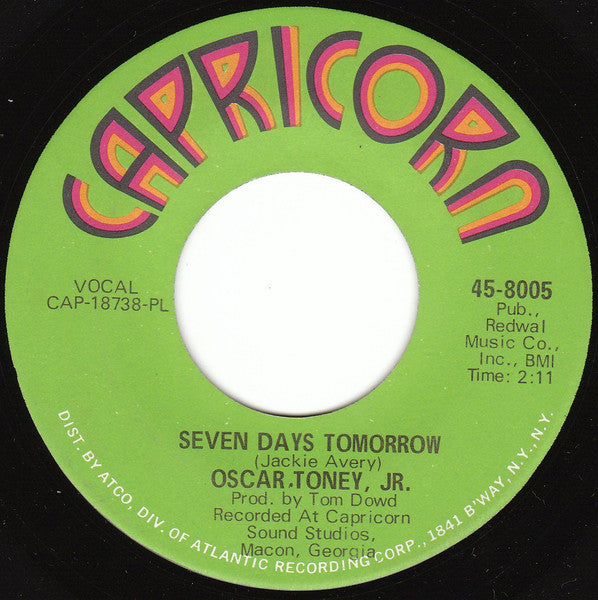 CAPRICORN
VOCAL
CAP-18738-PL
45-8005
Pub.,
Redwal
Music Co.,
Inc., BMI
Time: 2:11
SEVEN DAYS TOMORROW
(Jackie Avery)
OSCAR TONEY, JR.
Prod. by Tom Dowd
Recorded At Capricorn
Sound Studios,
Macon, Georgia
DIST. BY ATCO, DIV. OF ATLANTIC RECORDING CORP., 1841 B'WAY, N.Y., N.Y.